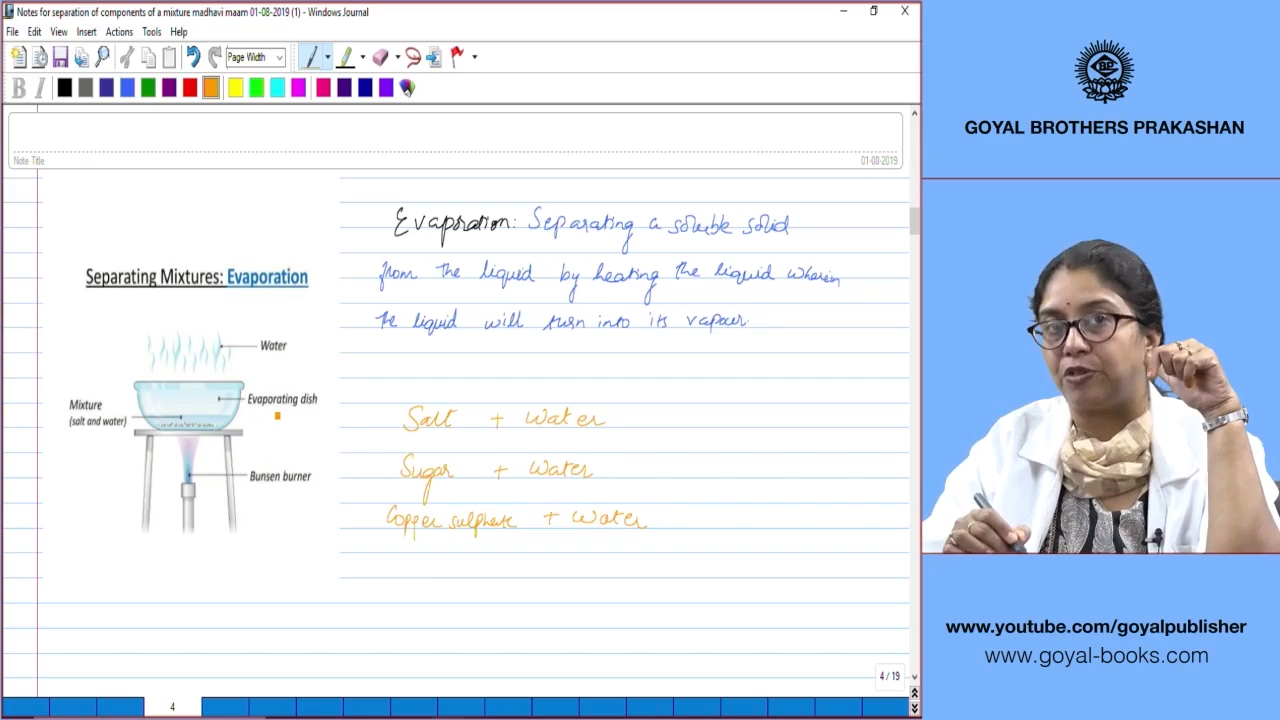 Notes for separation of components of a mixture madhavi maam 01-08-2019 (1) - Windows Journal
File Edit View Insert Actions Tools Help
Page Width
B I
Note Title
01-08-2019
Separating Mixtures: Evaporation
Water
Evaporating dish
Mixture
(salt and water)
Bunsen burner
Evaporation: Separating a soluble solid
from the liquid by heating the liquid wherein
the liquid will turn into its vapour.
Salt + Water
Sugar + Water
Copper sulphate + Water
4 / 19
4
GBP
GOYAL BROTHERS PRAKASHAN
www.youtube.com/goyalpublisher
www.goyal-books.com